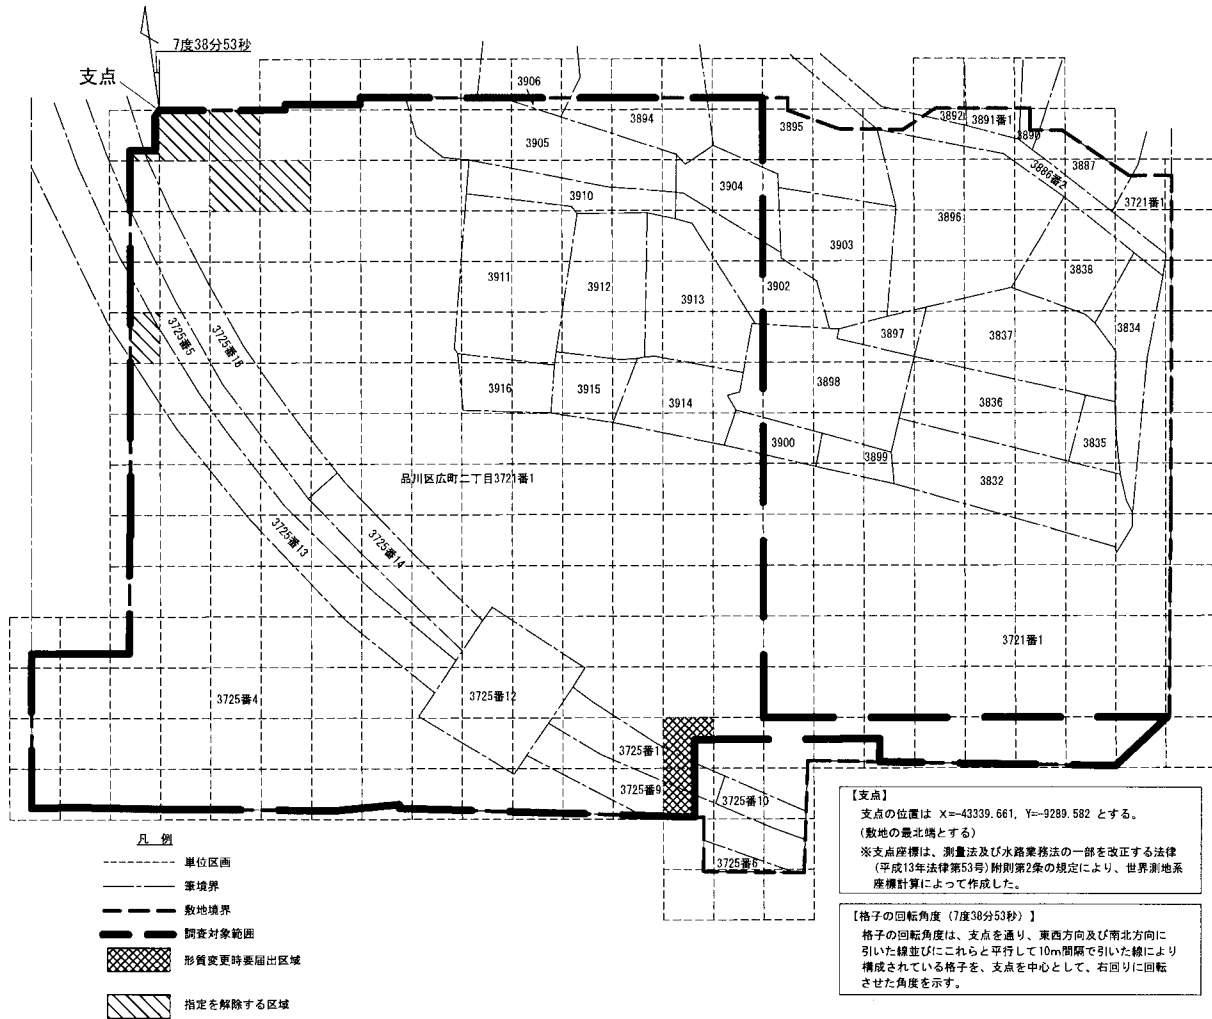 7度38分53秒
支点
3906
3894
3905
3895
3892
3891番1
3890
3887
3886番2
3721番1
3904
3910
3903
3896
3911
3912
3913
3902
3838
3834
3897
3837
3725番5
3725番18
3916
3915
3914
3898
3836
3900
3899
3835
3832
品川区広町二丁目3721番1
3725番13
3725番14
3721番1
3725番4
3725番12
3725番1
3725番9
3725番10
3725番6
凡 例
単位区画
筆境界
敷地境界
調査対象範囲
形質変更時要届出区域
指定を解除する区域
【支点】
支点の位置は X=-43339.661, Y=-9289.582 とする。
(敷地の最北端とする)
※支点座標は、測量法及び水路業務法の一部を改正する法律
(平成13年法律第53号)附則第2条の規定により、世界測地系
座標計算によって作成した。
【格子の回転角度(7度38分53秒)】
格子の回転角度は、支点を通り、東西方向及び南北方向に
引いた線並びにこれらと平行して10m間隔で引いた線により
構成されている格子を、支点を中心として、右回りに回転
させた角度を示す。